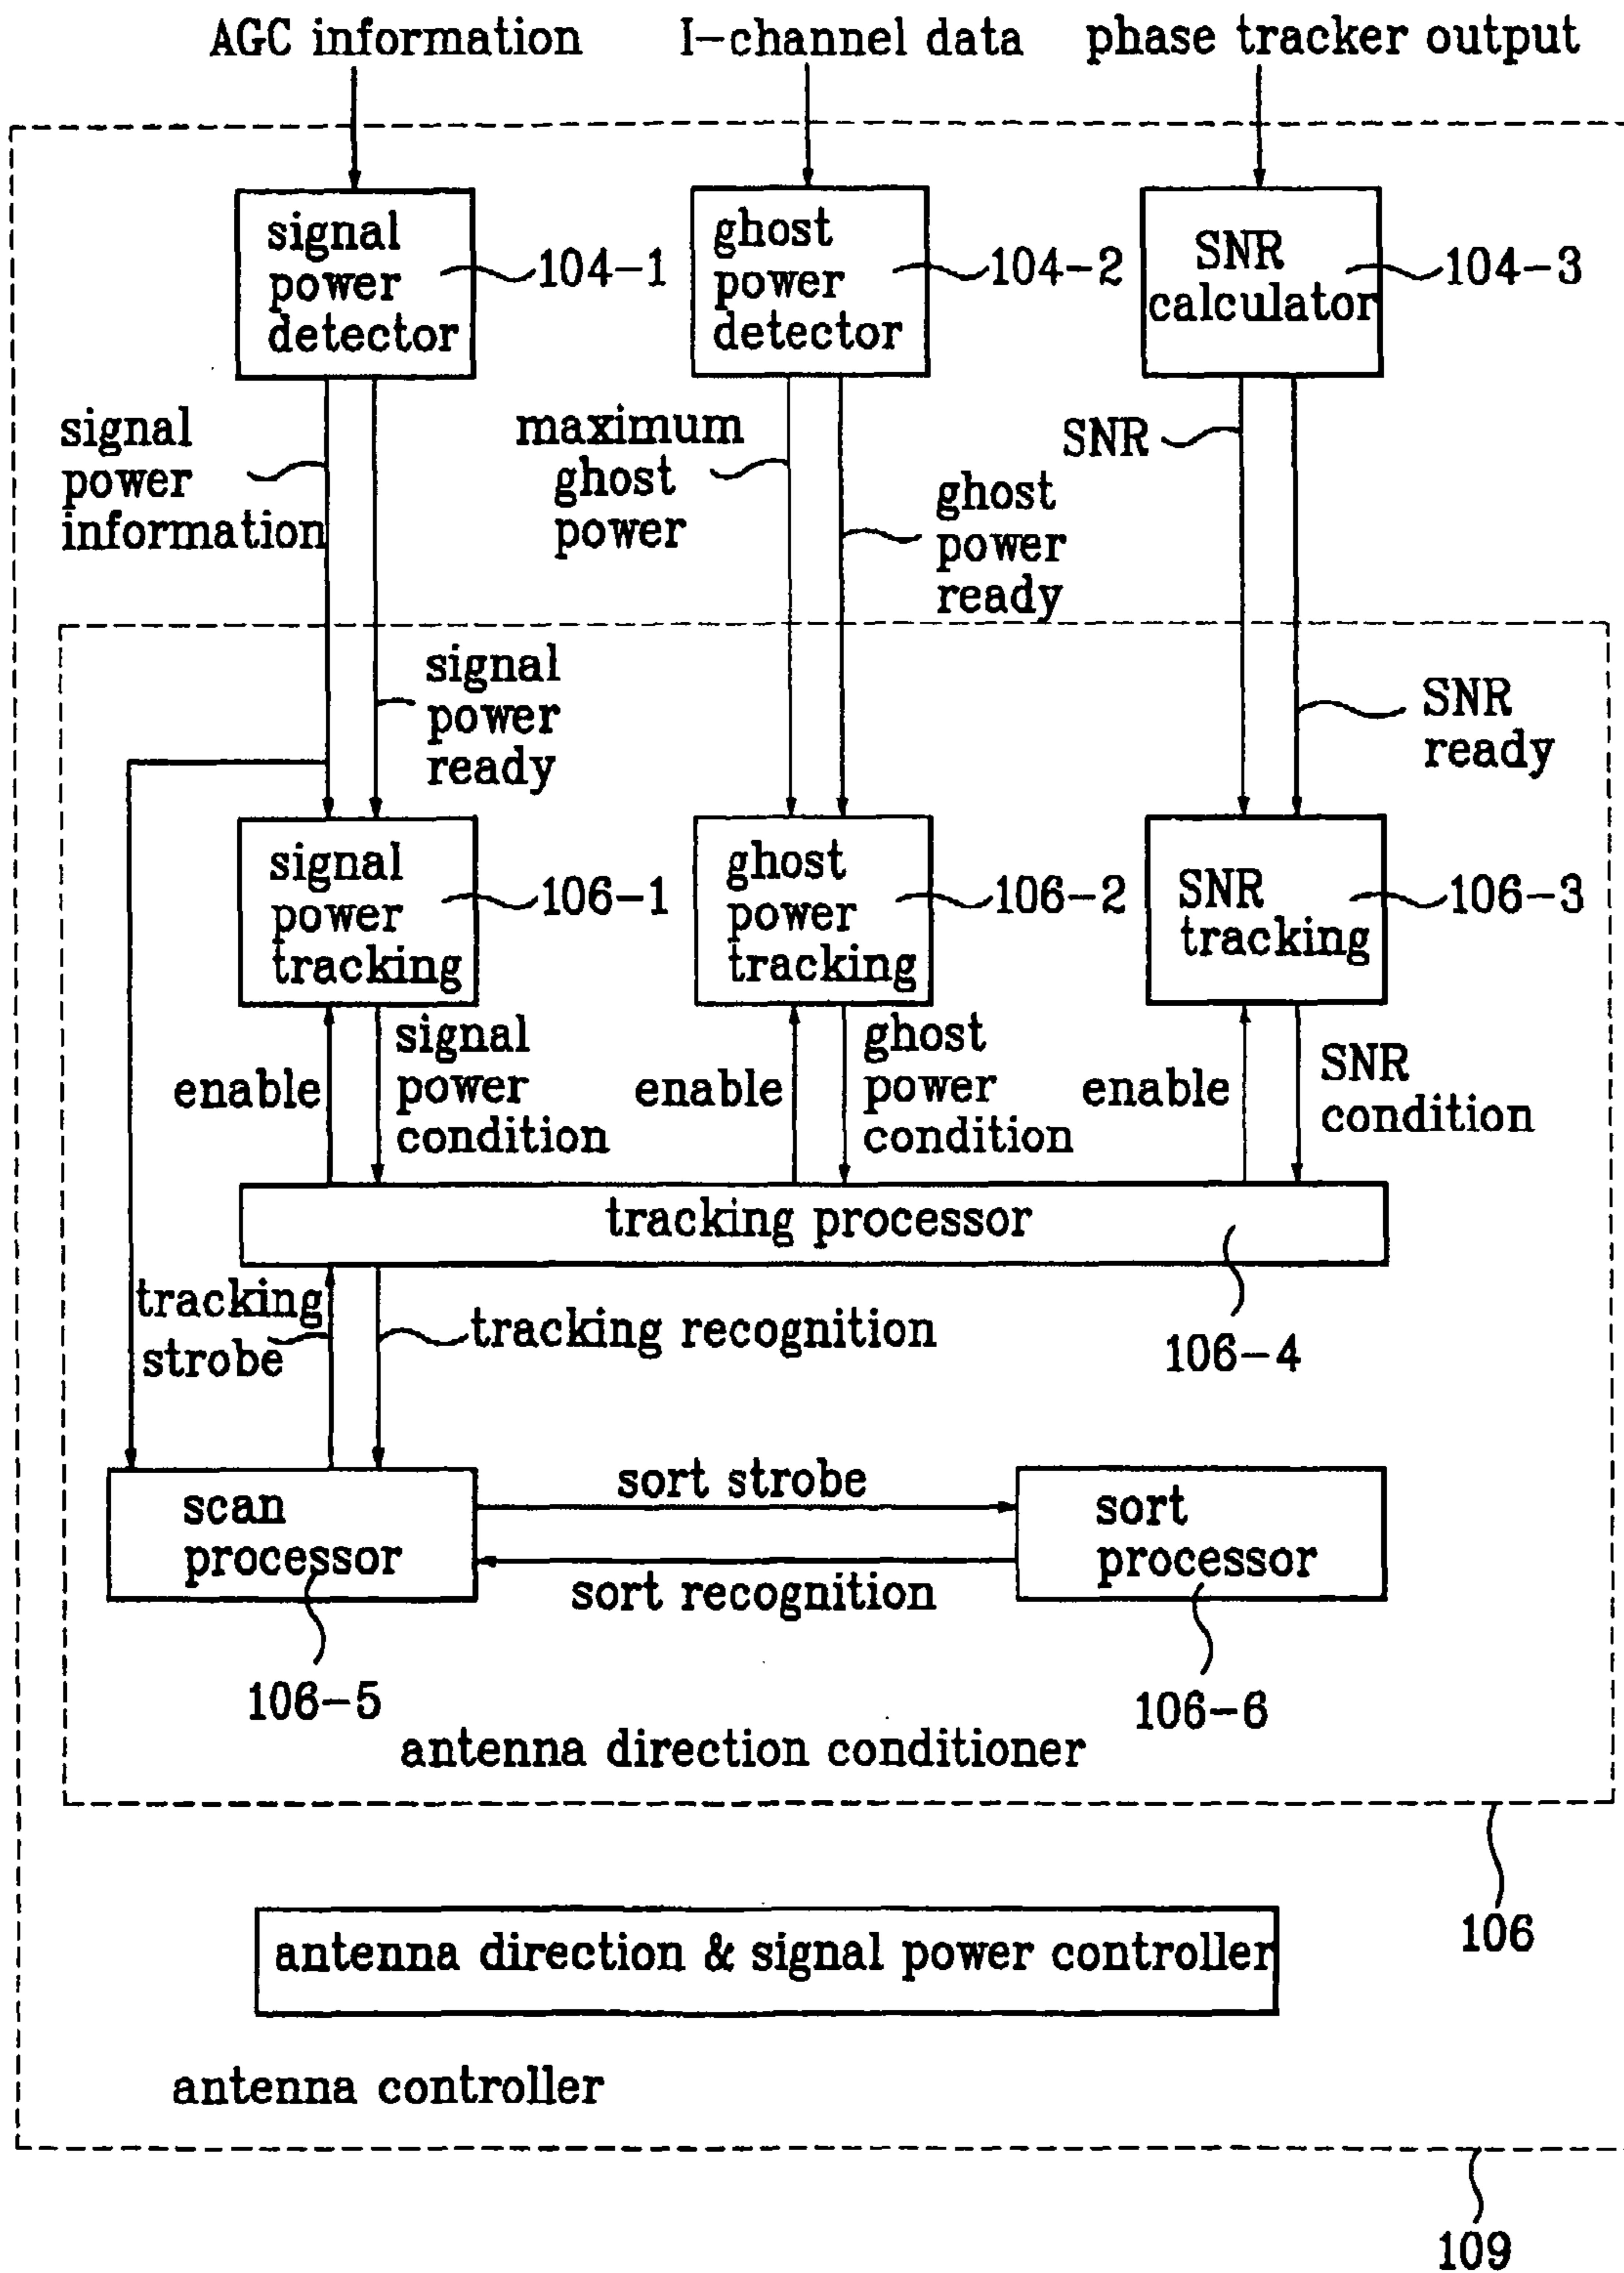 AGC information
I-channel data
phase tracker output
signal
power
detector
104-1
ghost
power
detector
104-2
SNR
calculator
104-3
signal
power
information
maximum
ghost
power
ghost
power
ready
SNR
signal
power
ready
SNR
ready
signal
power
tracking
106-1
ghost
power
tracking
106-2
SNR
tracking
106-3
enable
signal
power
condition
enable
ghost
power
condition
enable
SNR
condition
tracking processor
106-4
tracking
strobe
tracking recognition
scan
processor
106-5
sort strobe
sort recognition
sort
processor
106-6
antenna direction conditioner
106
antenna direction & signal power controller
antenna controller
109